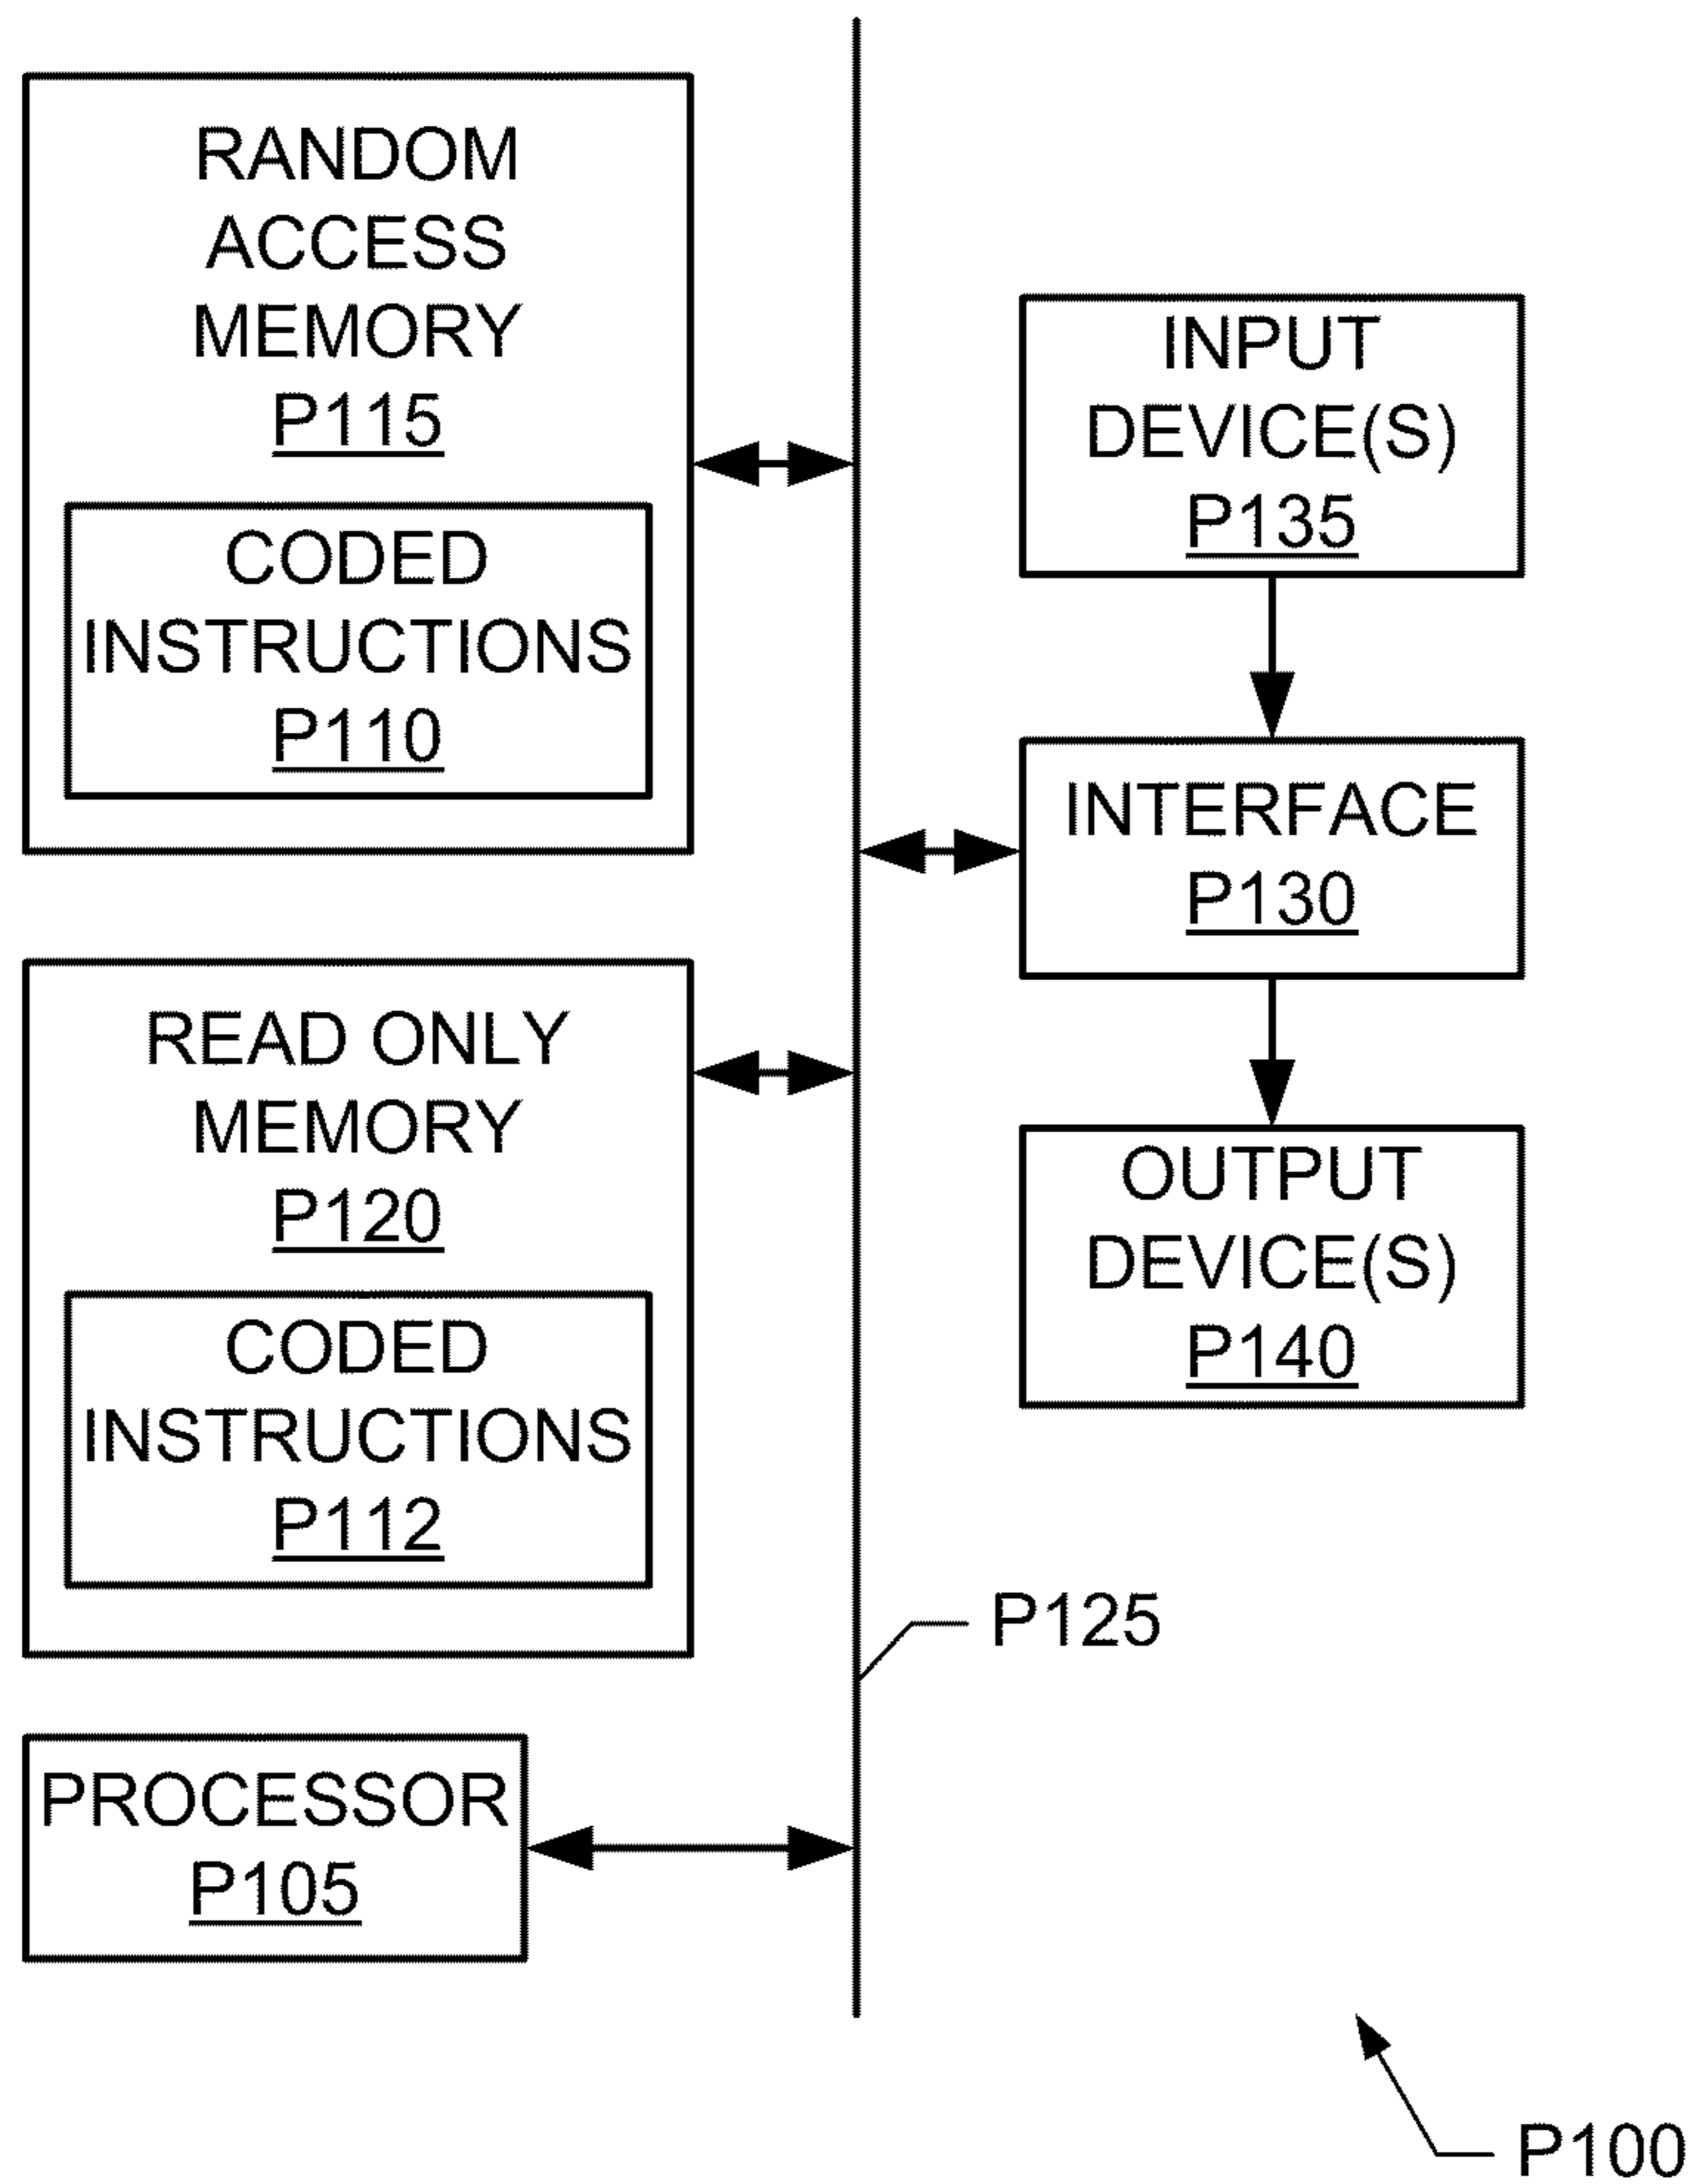 RANDOM
ACCESS
MEMORY
P115
CODED
INSTRUCTIONS
P110
READ ONLY
MEMORY
P120
CODED
INSTRUCTIONS
P112
PROCESSOR
P105
INPUT
DEVICE(S)
P135
INTERFACE
P130
OUTPUT
DEVICE(S)
P140
P125
P100